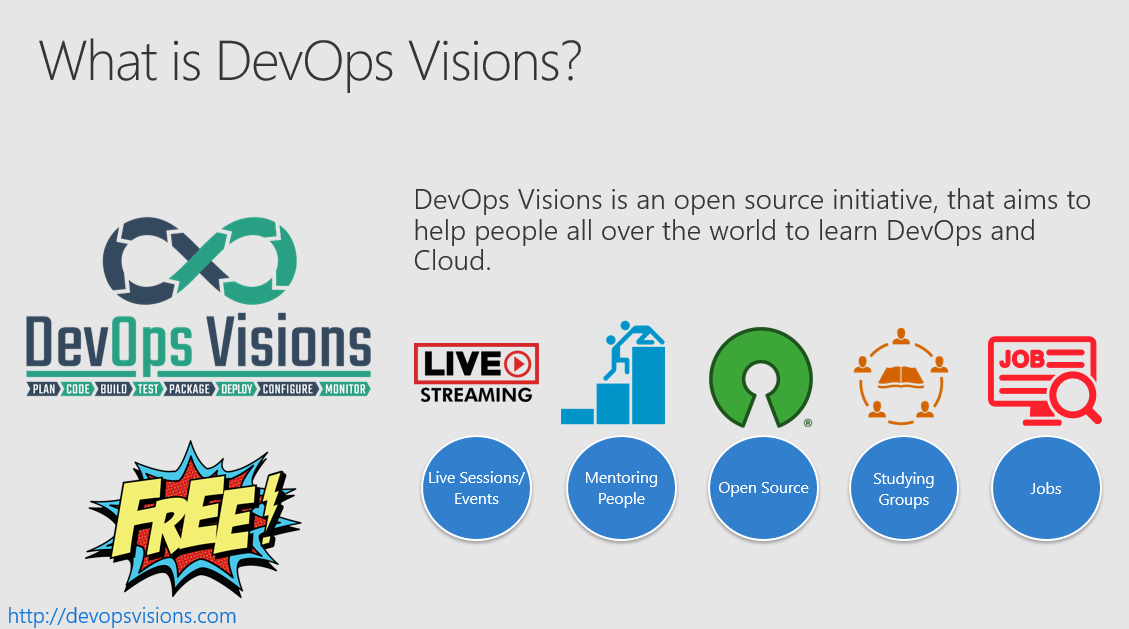 What is DevOps Visions?
DevOps Visions is an open source initiative, that aims to
help people all over the world to learn DevOps and
Cloud.
DevOps Visions
PLAN CODE BUILD TEST PACKAGE DEPLOY CONFIGURE MONITOR
LIVE
STREAMING
®
JOB
Live Sessions/
Events
Mentoring
People
Open Source
Studying
Groups
Jobs
FREE!
http://devopsvisions.com